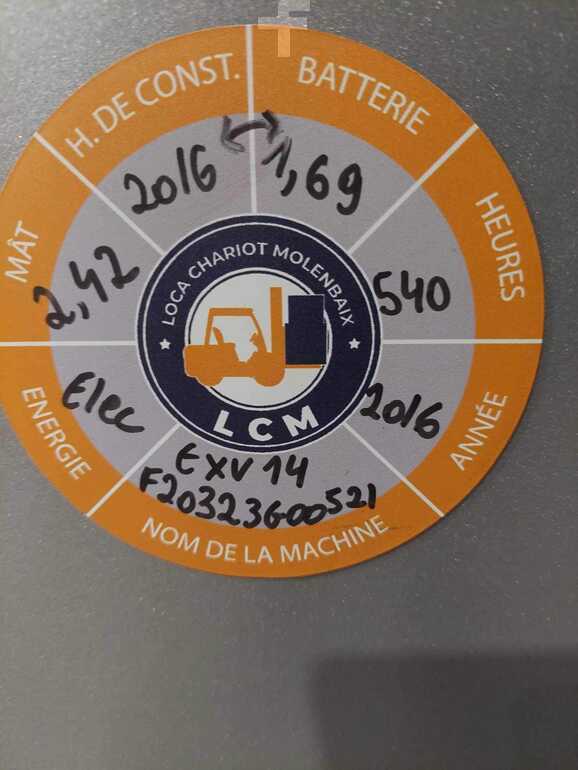 H. DE CONST.
2016
BATTERIE
1,69
HEURES
540
ANNÉE
2016
NOM DE LA MACHINE
EXV 14
F20323G00521
ENERGIE
Elec
MÂT
2,42
LOCA CHARIOT MOLENBAIX
LCM